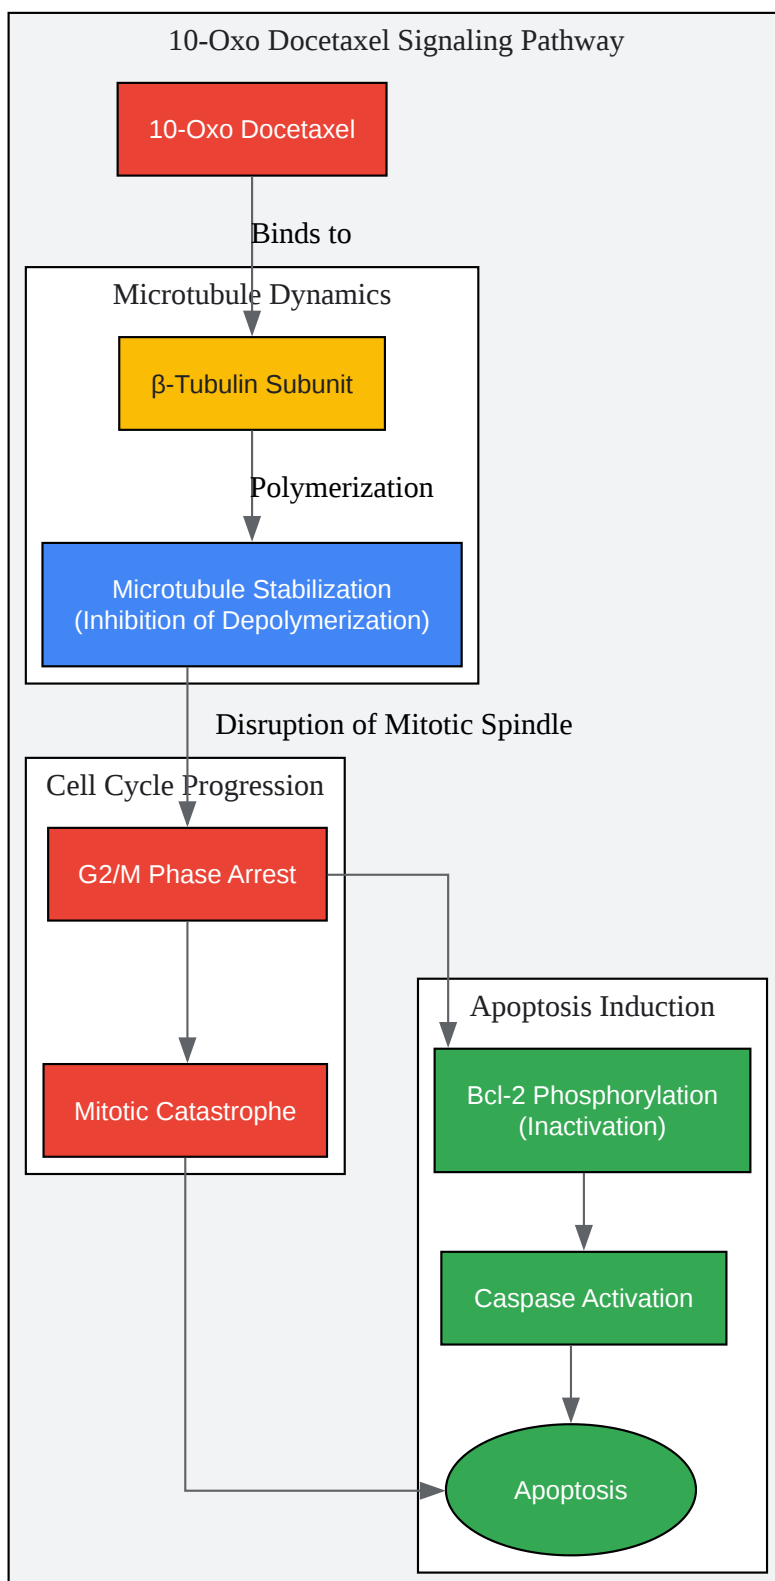 10-Oxo Docetaxel Signaling Pathway
10-Oxo Docetaxel
Binds to
Microtubule Dynamics
β-Tubulin Subunit
Polymerization
Microtubule Stabilization
(Inhibition of Depolymerization)
Disruption of Mitotic Spindle
Cell Cycle Progression
G2/M Phase Arrest
Mitotic Catastrophe
Apoptosis Induction
Bcl-2 Phosphorylation
(Inactivation)
Caspase Activation
Apoptosis